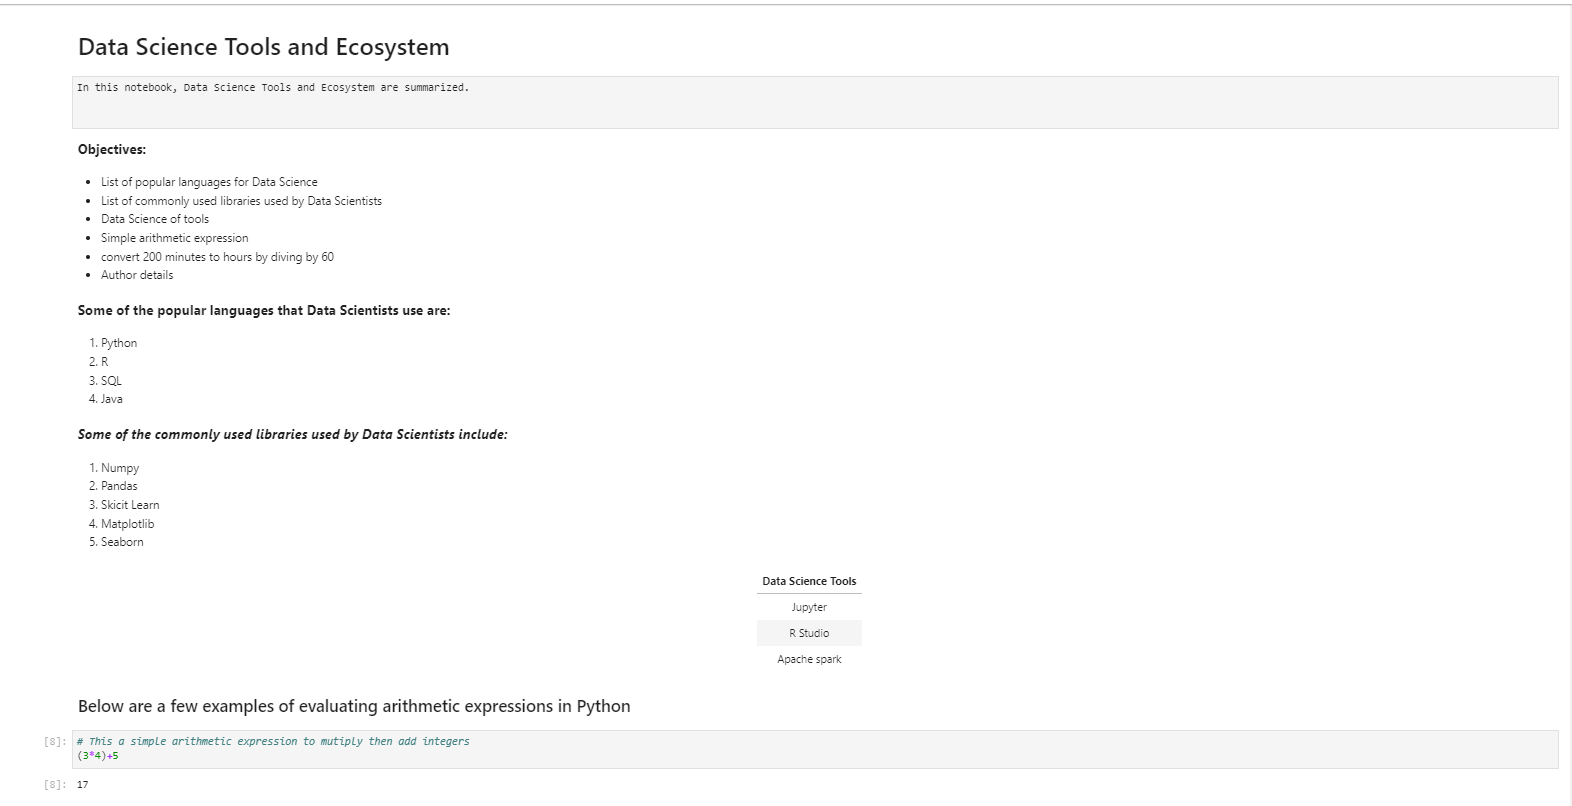 Data Science Tools and Ecosystem
In this notebook, Data Science Tools and Ecosystem are summarized.
Objectives:
• List of popular languages for Data Science
• List of commonly used libraries used by Data Scientists
• Data Science of tools
• Simple arithmetic expression
• convert 200 minutes to hours by diving by 60
• Author details
Some of the popular languages that Data Scientists use are:
1. Python
2. R
3. SQL
4. Java
Some of the commonly used libraries used by Data Scientists include:
1. Numpy
2. Pandas
3. Skicit Learn
4. Matplotlib
5. Seaborn
Data Science Tools
Jupyter
R Studio
Apache spark
Below are a few examples of evaluating arithmetic expressions in Python
[8]: # This a simple arithmetic expression to mutiply then add integers
(3*4)+5
[8]: 17